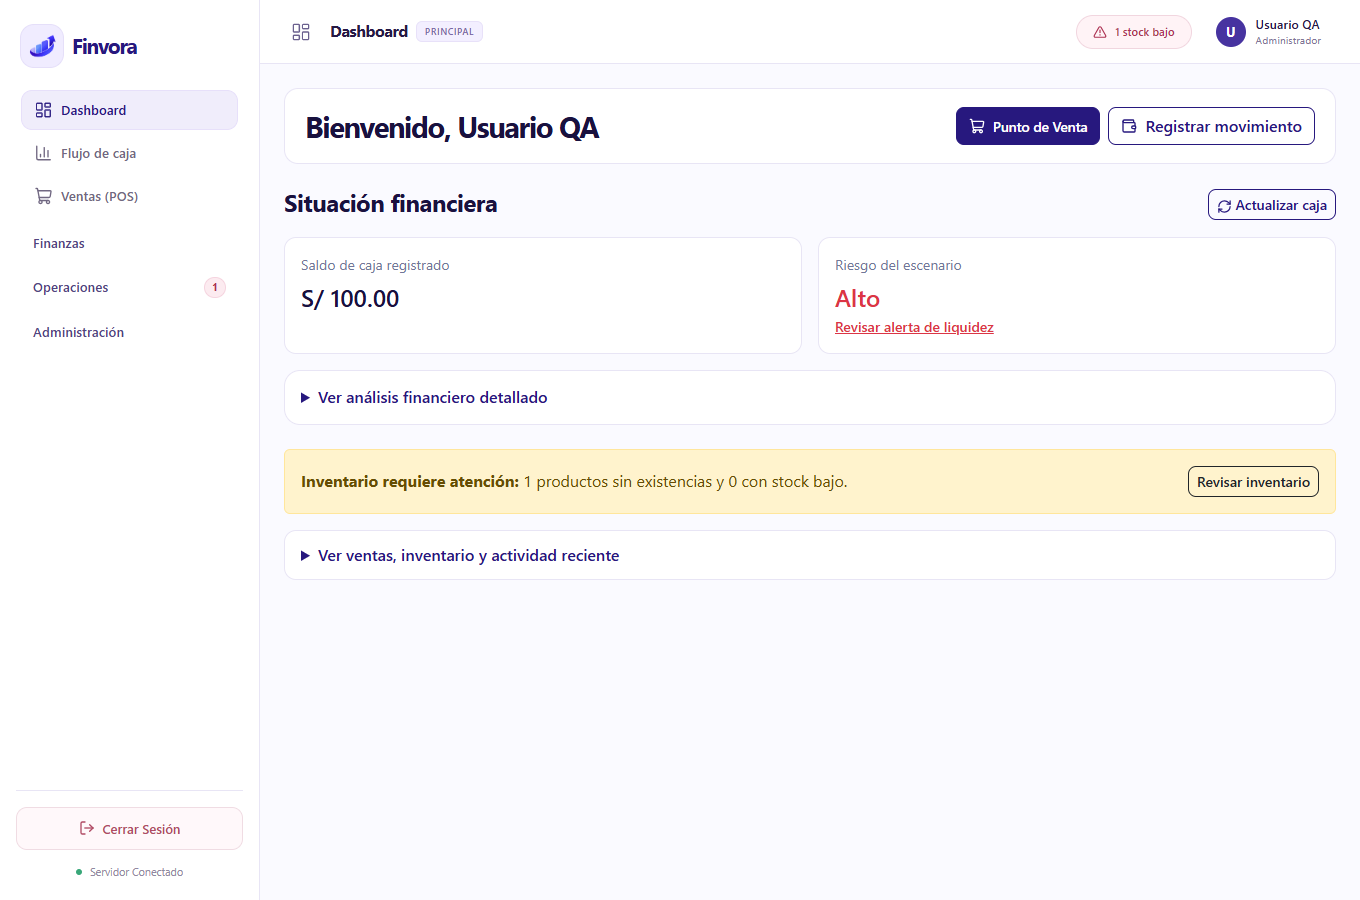 Finvora
Dashboard
Flujo de caja
Ventas (POS)
Finanzas
Operaciones 1
Administración
Cerrar Sesión
Servidor Conectado
Dashboard PRINCIPAL
1 stock bajo
U
Usuario QA
Administrador
Bienvenido, Usuario QA
Punto de Venta
Registrar movimiento
Situación financiera
Actualizar caja
Saldo de caja registrado
S/ 100.00
Riesgo del escenario
Alto
Revisar alerta de liquidez
Ver análisis financiero detallado
Inventario requiere atención: 1 productos sin existencias y 0 con stock bajo.
Revisar inventario
Ver ventas, inventario y actividad reciente